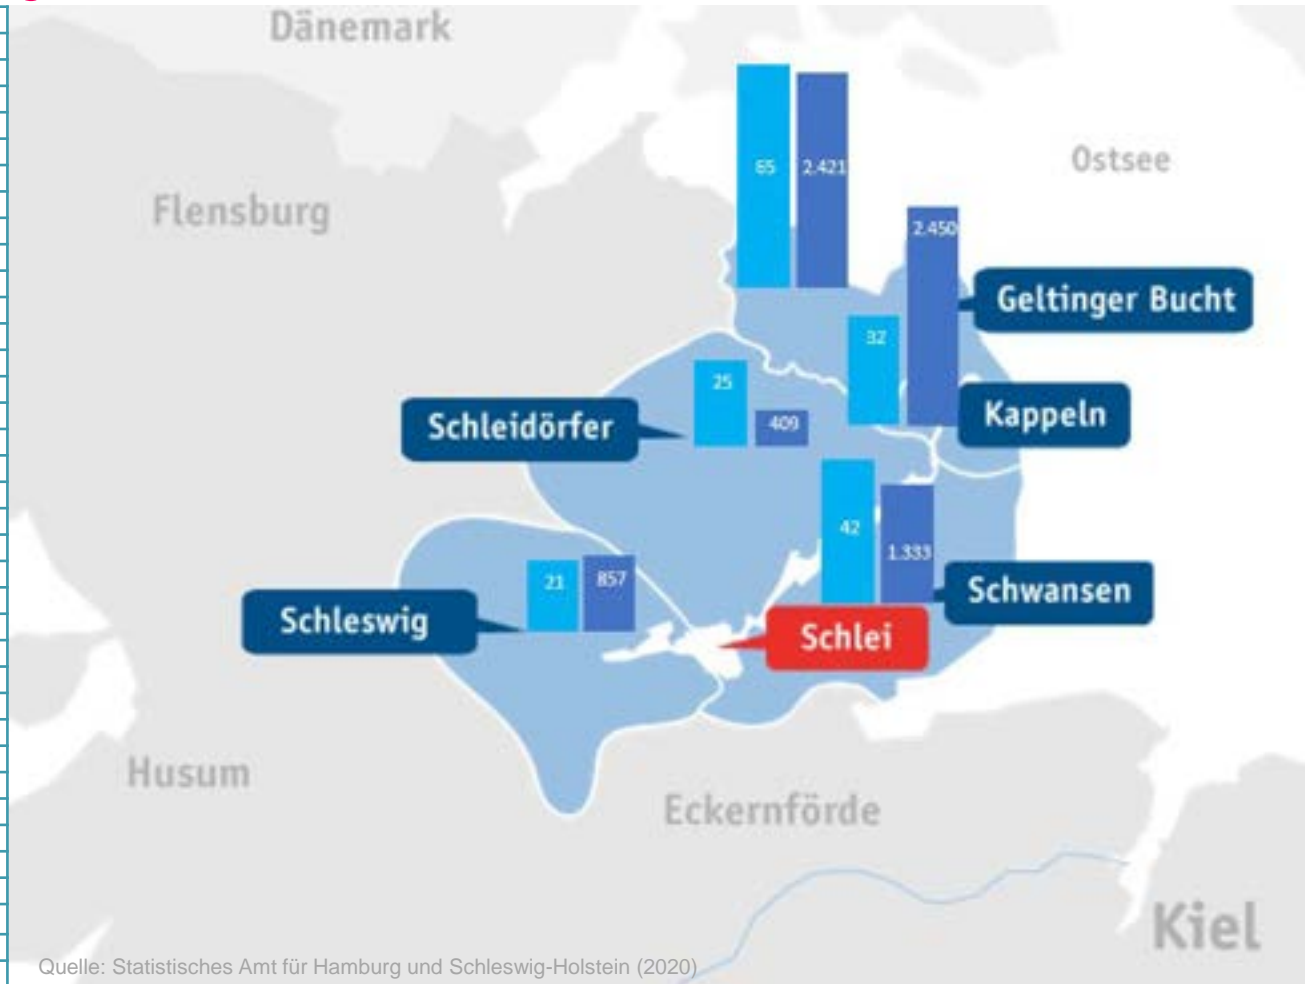 Dänemark
Ostsee
Flensburg
65
2.421
2.450
Geltinger Bucht
32
25
Kappeln
Schleidörfer
409
42
1.333
21
857
Schwansen
Schleswig
Schlei
Husum
Eckernförde
Kiel
Quelle: Statistisches Amt für Hamburg und Schleswig-Holstein (2020)